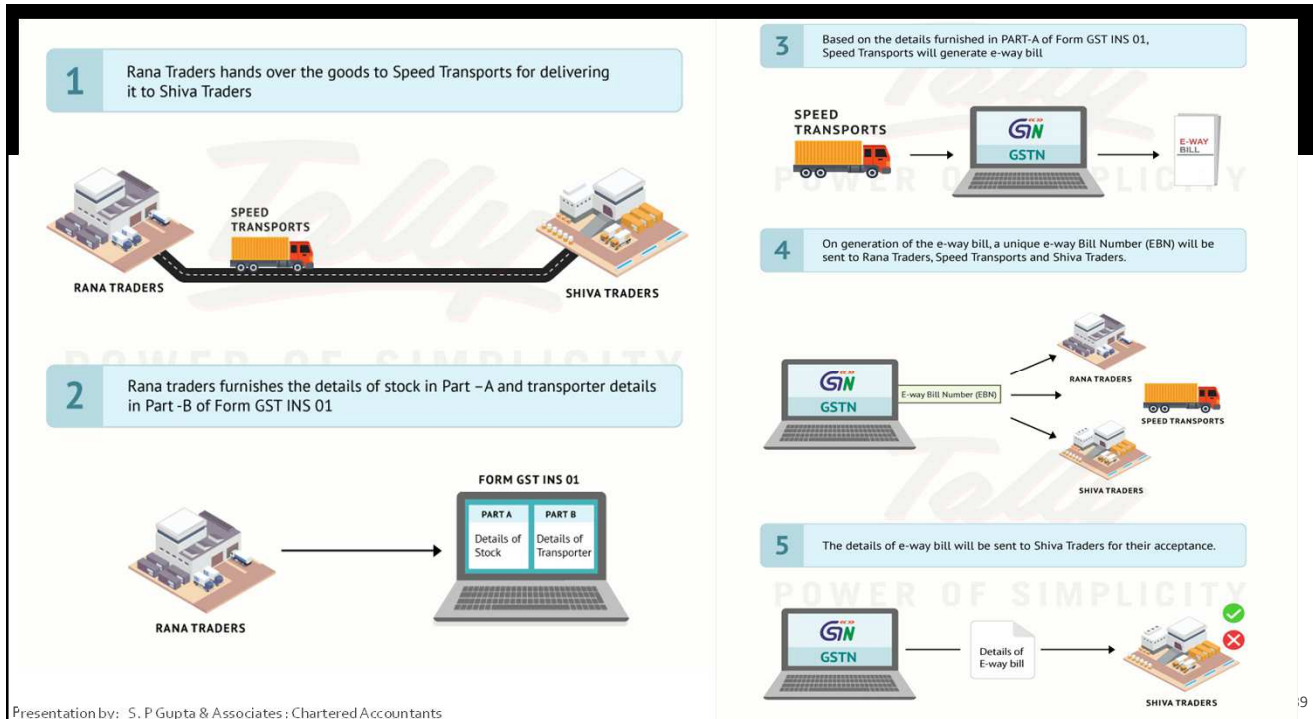 1
Rana Traders hands over the goods to Speed Transports for delivering
it to Shiva Traders
Tally
POWER OF SIMPLICITY
SPEED
TRANSPORTS
RANA TRADERS
SHIVA TRADERS
2
Rana traders furnishes the details of stock in Part –A and transporter details
in Part -B of Form GST INS 01
FORM GST INS 01
PART A
PART B
Details of
Stock
Details of
Transporter
RANA TRADERS
3
Based on the details furnished in PART-A of Form GST INS 01,
Speed Transports will generate e-way bill
SPEED
TRANSPORTS
GSTN
E-WAY
BILL
4
On generation of the e-way bill, a unique e-way Bill Number (EBN) will be
sent to Rana Traders, Speed Transports and Shiva Traders.
GSTN
E-way Bill Number (EBN)
RANA TRADERS
SPEED TRANSPORTS
SHIVA TRADERS
Tally
5
The details of e-way bill will be sent to Shiva Traders for their acceptance.
POWER OF SIMPLICITY
GSTN
Details of
E-way bill
SHIVA TRADERS
Presentation by: S. P Gupta & Associates : Chartered Accountants